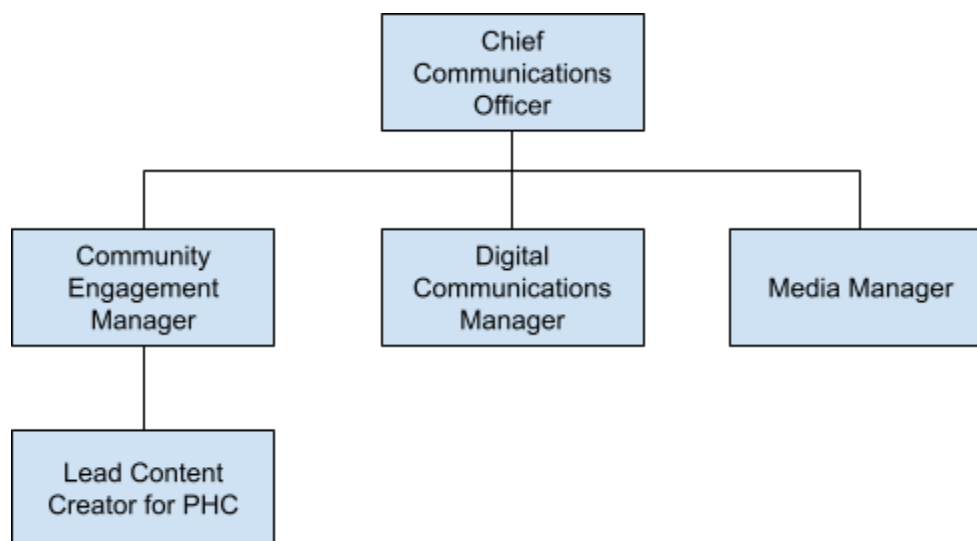 Chief
Communications
Officer
Community
Engagement
Manager
Digital
Communications
Manager
Media Manager
Lead Content
Creator for PHC